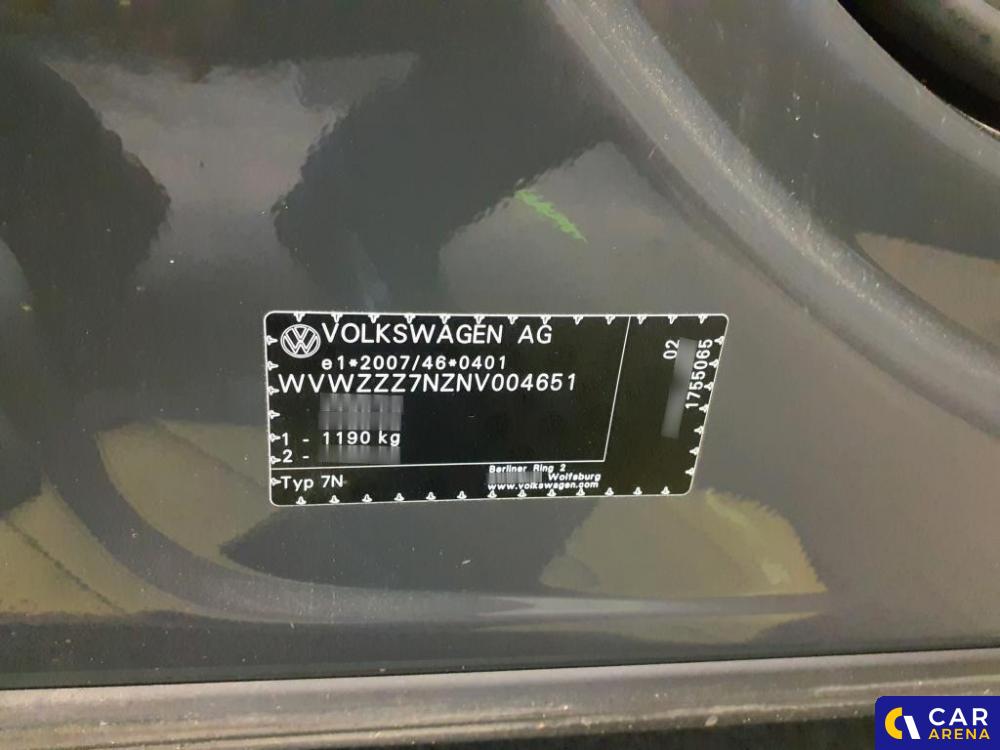 VOLKSWAGEN AG
e1*2007/46*0401
WVWZZZ7NZNV004651
1 - 1190 kg
2 -
Typ 7N
Berliner Ring 2
Wolfsburg
www.volkswagen.com
02
1755065
CAR
ARENA